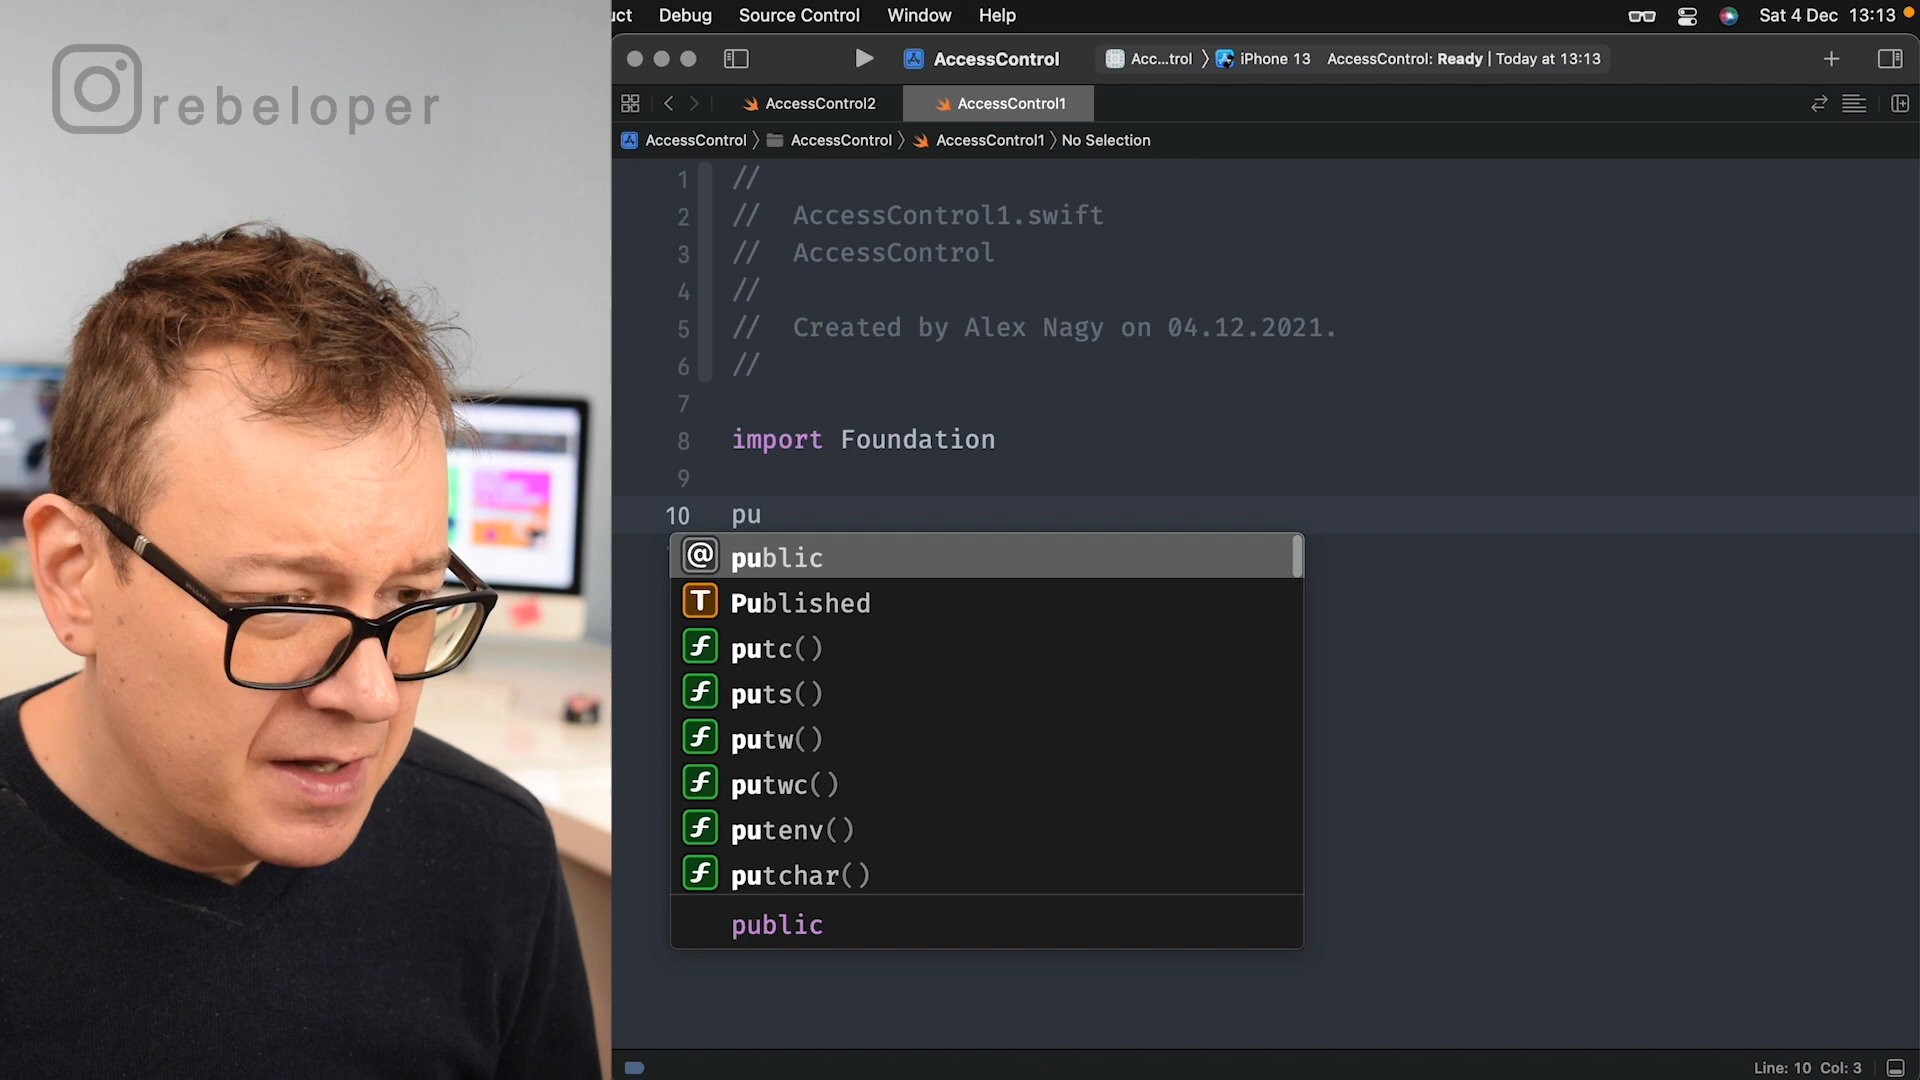 rebeloper
uct Debug Source Control Window Help
Sat 4 Dec 13:13
AccessControl
Acc...trol 〉 iPhone 13 AccessControl: Ready | Today at 13:13
AccessControl2
AccessControl1
AccessControl 〉 AccessControl 〉 AccessControl1 〉 No Selection
1 //
2 // AccessControl1.swift
3 // AccessControl
4 //
5 // Created by Alex Nagy on 04.12.2021.
6 //
7
8 import Foundation
9
10 pu
@ public
T Published
f putc()
f puts()
f putw()
f putwc()
f putenv()
f putchar()
public
Line: 10 Col: 3